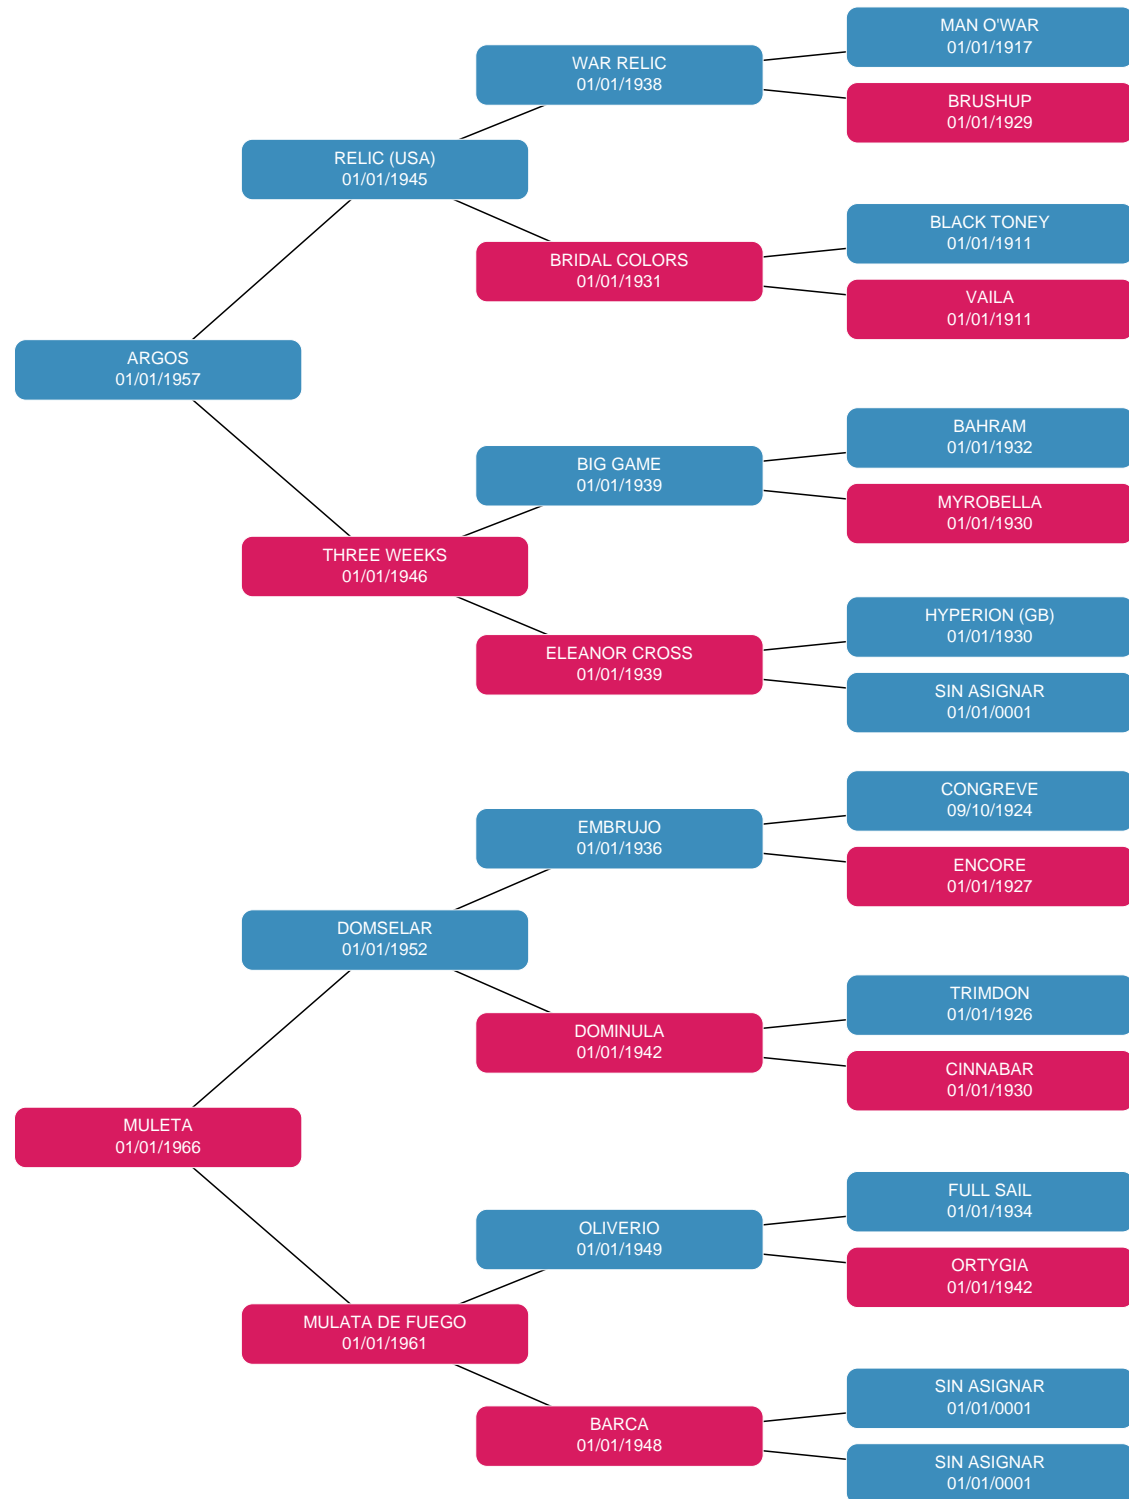 MAN O'WAR
01/01/1917
WAR RELIC
01/01/1938
BRUSHUP
01/01/1929
RELIC (USA)
01/01/1945
BLACK TONEY
01/01/1911
BRIDAL COLORS
01/01/1931
VAILA
01/01/1911
ARGOS
01/01/1957
BAHRAM
01/01/1932
BIG GAME
01/01/1939
MYROBELLA
01/01/1930
THREE WEEKS
01/01/1946
HYPERION (GB)
01/01/1930
ELEANOR CROSS
01/01/1939
SIN ASIGNAR
01/01/0001
CONGREVE
09/10/1924
EMBRUJO
01/01/1936
ENCORE
01/01/1927
DOMSELAR
01/01/1952
TRIMDON
01/01/1926
DOMINULA
01/01/1942
CINNABAR
01/01/1930
MULETA
01/01/1966
FULL SAIL
01/01/1934
OLIVERIO
01/01/1949
ORTYGIA
01/01/1942
MULATA DE FUEGO
01/01/1961
SIN ASIGNAR
01/01/0001
BARCA
01/01/1948
SIN ASIGNAR
01/01/0001